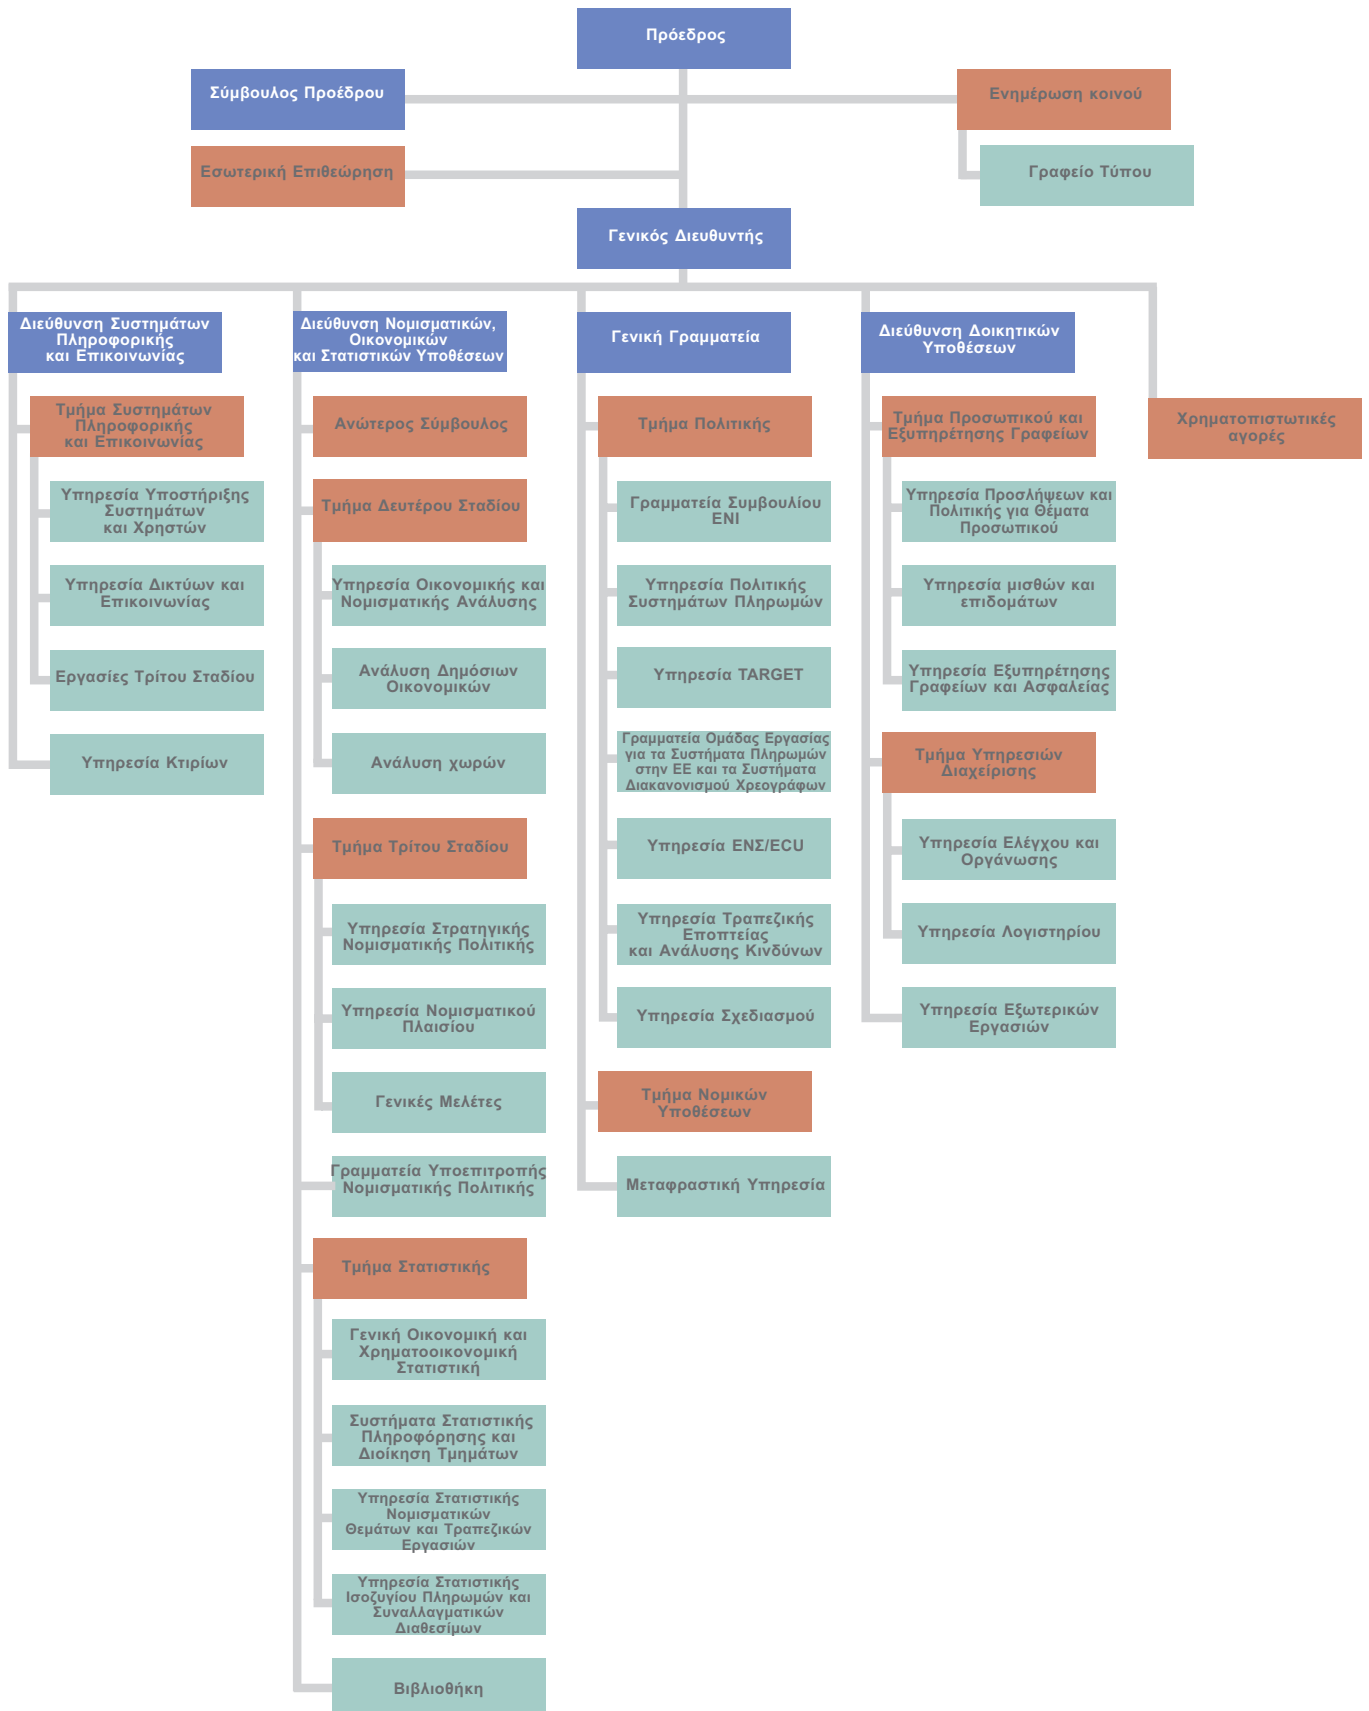 Πρόεδρος
Σύμβουλος Προέδρου
Ενημέρωση κοινού
Εσωτερική Επιθεώρηση
Γραφείο Τύπου
Γενικός Διευθυντής
Διεύθυνση Συστημάτων
Πληροφορικής
και Επικοινωνίας
Τμήμα Συστημάτων
Πληροφορικής
και Επικοινωνίας
Υπηρεσία Υποστήριξης
Συστημάτων
και Χρηστών
Υπηρεσία Δικτύων και
Επικοινωνίας
Εργασίες Τρίτου Σταδίου
Υπηρεσία Κτιρίων
Διεύθυνση Νομισματικών,
Οικονομικών
και Στατιστικών Υποθέσεων
Ανώτερος Σύμβουλος
Τμήμα Δευτέρου Σταδίου
Υπηρεσία Οικονομικής και
Νομισματικής Ανάλυσης
Ανάλυση Δημόσιων
Οικονομικών
Ανάλυση χωρών
Τμήμα Τρίτου Σταδίου
Υπηρεσία Στρατηγικής
Νομισματικής Πολιτικής
Υπηρεσία Νομισματικού
Πλαισίου
Γενικές Μελέτες
Γραμματεία Υποεπιτροπής
Νομισματικής Πολιτικής
Τμήμα Στατιστικής
Γενική Οικονομική και
Χρηματοοικονομική
Στατιστική
Συστήματα Στατιστικής
Πληροφόρησης και
Διοίκηση Τμημάτων
Υπηρεσία Στατιστικής
Νομισματικών
Θεμάτων και Τραπεζικών
Εργασιών
Υπηρεσία Στατιστικής
Ισοζυγίου Πληρωμών και
Συναλλαγματικών
Διαθεσίμων
Βιβλιοθήκη
Γενική Γραμματεία
Τμήμα Πολιτικής
Γραμματεία Συμβουλίου
ΕΝΙ
Υπηρεσία Πολιτικής
Συστημάτων Πληρωμών
Υπηρεσία TARGET
Γραμματεία Ομάδας Εργασίας
για τα Συστήματα Πληρωμών
στην ΕΕ και τα Συστήματα
Διακανονισμού Χρεογράφων
Υπηρεσία ΕΝΣ/ECU
Υπηρεσία Τραπεζικής
Εποπτείας
και Ανάλυσης Κινδύνων
Υπηρεσία Σχεδιασμού
Τμήμα Νομικών
Υποθέσεων
Μεταφραστική Υπηρεσία
Διεύθυνση Δοικητικών
Υποθέσεων
Τμήμα Προσωπικού και
Εξυπηρέτησης Γραφείων
Υπηρεσία Προσλήψεων και
Πολιτικής για Θέματα
Προσωπικού
Υπηρεσία μισθών και
επιδομάτων
Υπηρεσία Εξυπηρέτησης
Γραφείων και Ασφαλείας
Τμήμα Υπηρεσιών
Διαχείρισης
Υπηρεσία Ελέγχου και
Οργάνωσης
Υπηρεσία Λογιστηρίου
Υπηρεσία Εξωτερικών
Εργασιών
Χρηματοπιστωτικές
αγορές